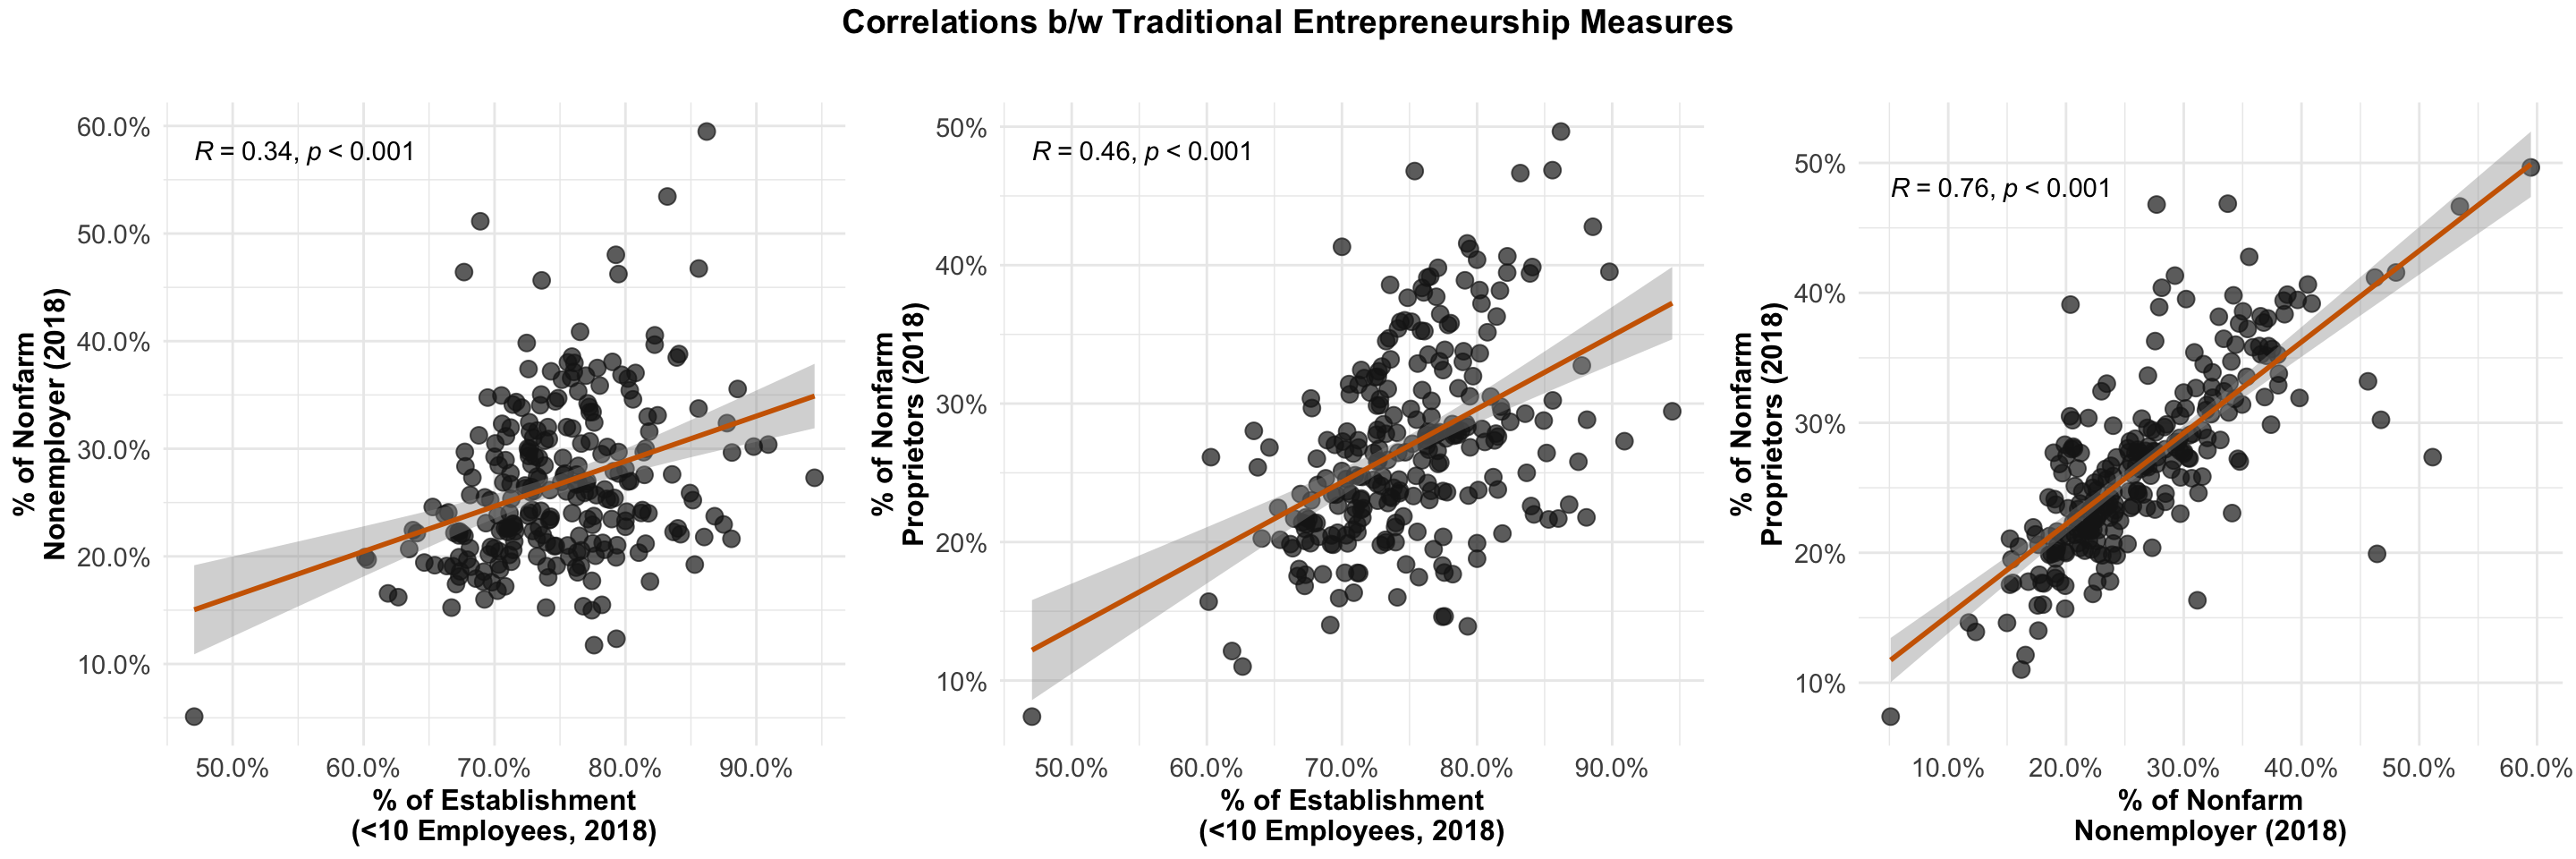 Correlations b/w Traditional Entrepreneurship Measures
% of Nonfarm
Nonemployer (2018)
60.0%
50.0%
40.0%
30.0%
20.0%
10.0%
R = 0.34, p < 0.001
50.0%
60.0%
70.0%
80.0%
90.0%
% of Establishment
(<10 Employees, 2018)
% of Nonfarm
Proprietors (2018)
50%
40%
30%
20%
10%
R = 0.46, p < 0.001
50.0%
60.0%
70.0%
80.0%
90.0%
% of Establishment
(<10 Employees, 2018)
% of Nonfarm
Proprietors (2018)
50%
40%
30%
20%
10%
R = 0.76, p < 0.001
10.0%
20.0%
30.0%
40.0%
50.0%
60.0%
% of Nonfarm
Nonemployer (2018)